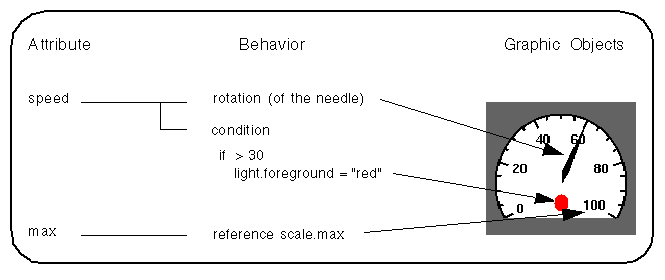 Attribute Behavior Graphic Objects
speed rotation (of the needle)
condition
if > 30
light.foreground = "red"
max reference scale.max
40 60
20 80
0 100